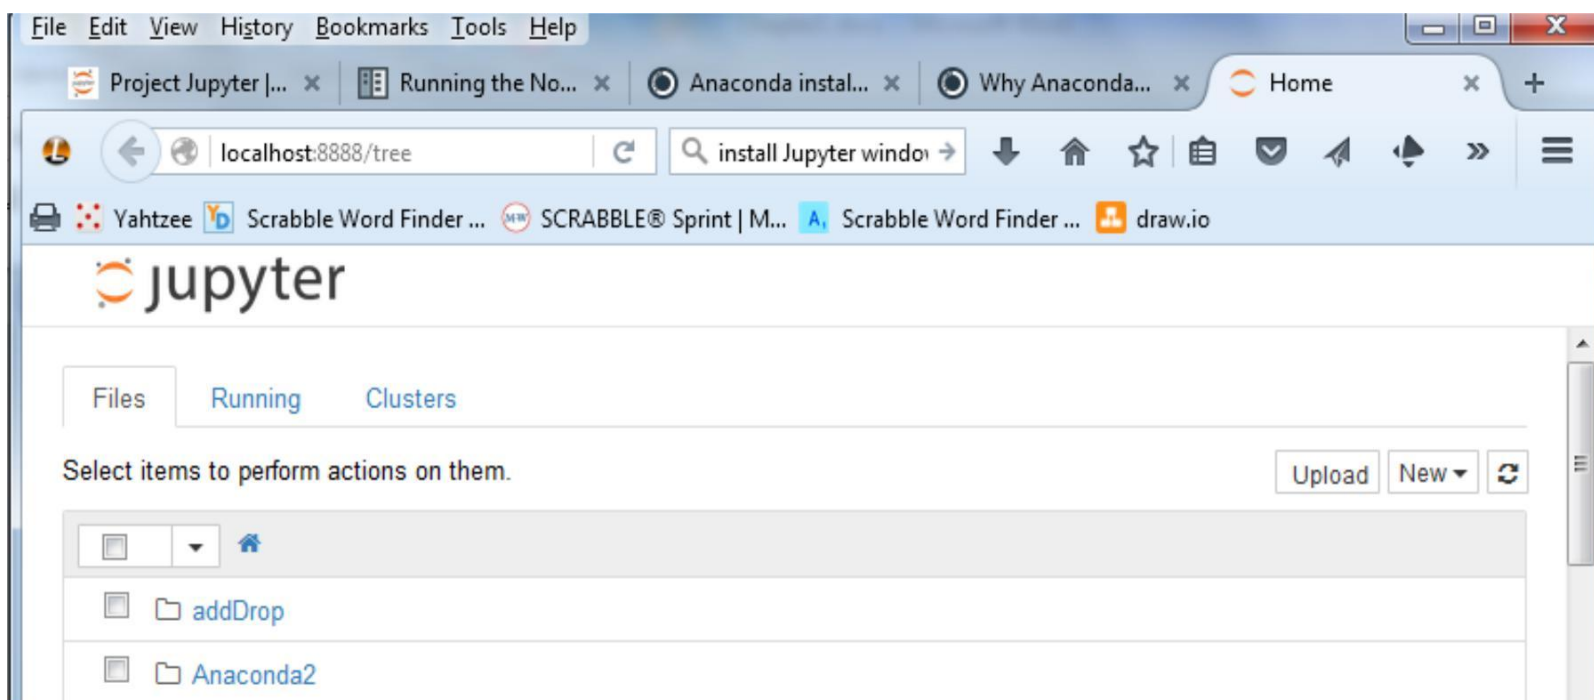 File Edit View History Bookmarks Tools Help
Project Jupyter |... Running the No... Anaconda instal... Why Anaconda... Home
localhost:8888/tree install Jupyter window
Yahtzee YD Scrabble Word Finder ... M-W SCRABBLE® Sprint | M... A, Scrabble Word Finder ... draw.io
jupyter
Files Running Clusters
Select items to perform actions on them.
Upload New
addDrop
Anaconda2